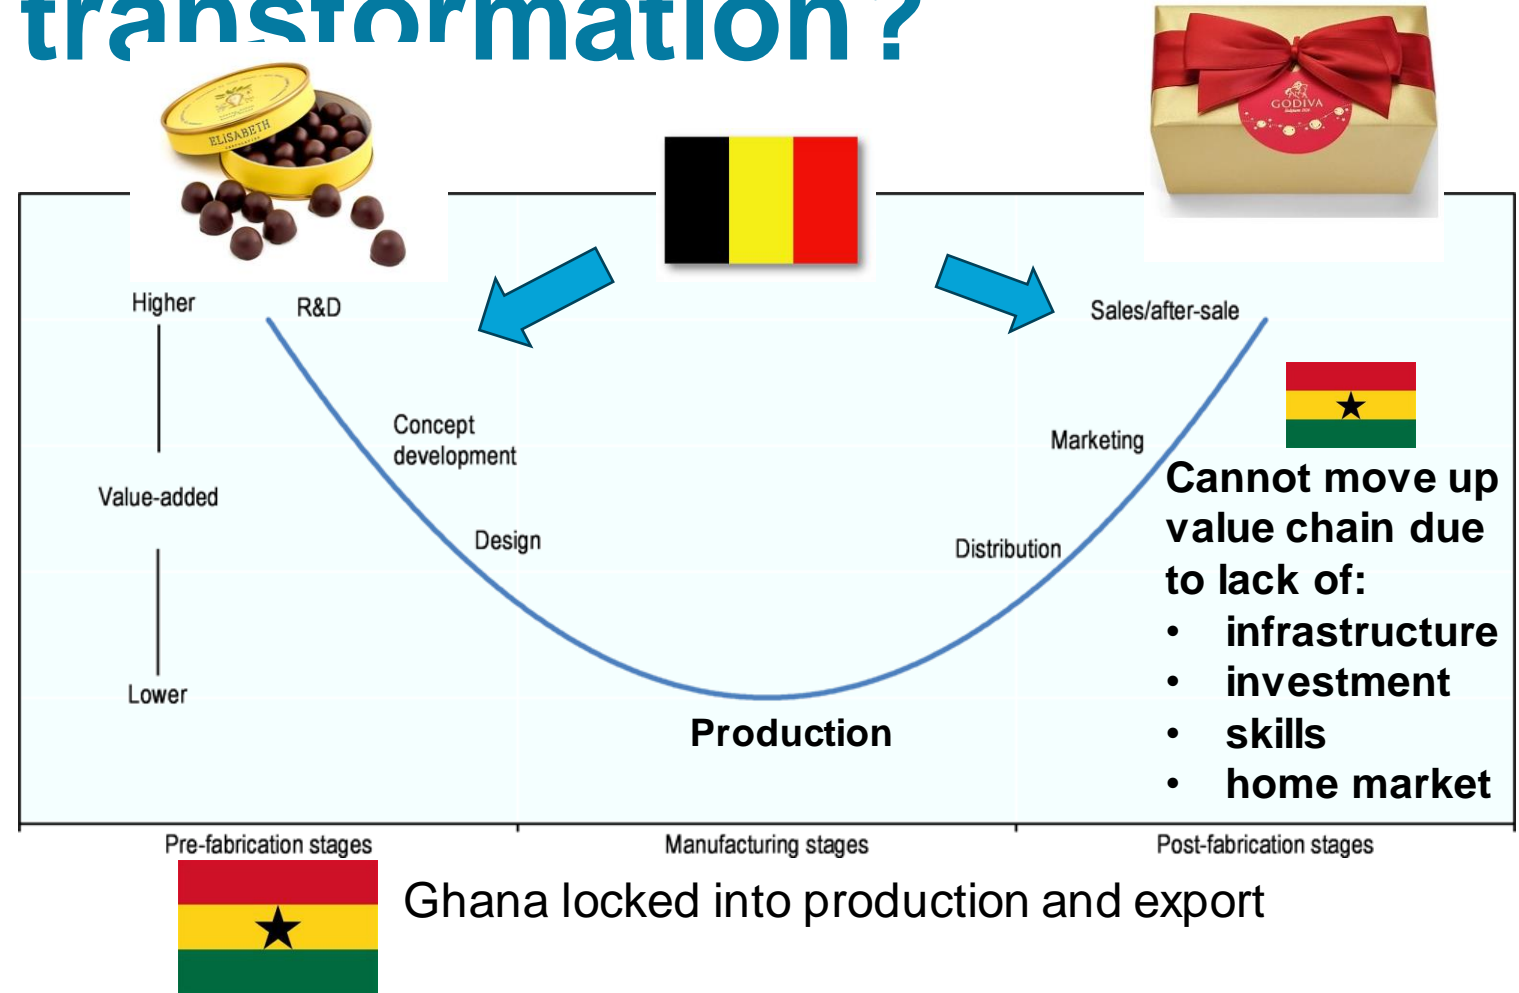 transformation?
ELISABETH
GODIVA
Higher
R&D
Sales/after-sale
Concept
development
Marketing
Value-added
Design
Distribution
Lower
Production
Cannot move up
value chain due
to lack of:
• infrastructure
• investment
• skills
• home market
Pre-fabrication stages
Manufacturing stages
Post-fabrication stages
Ghana locked into production and export